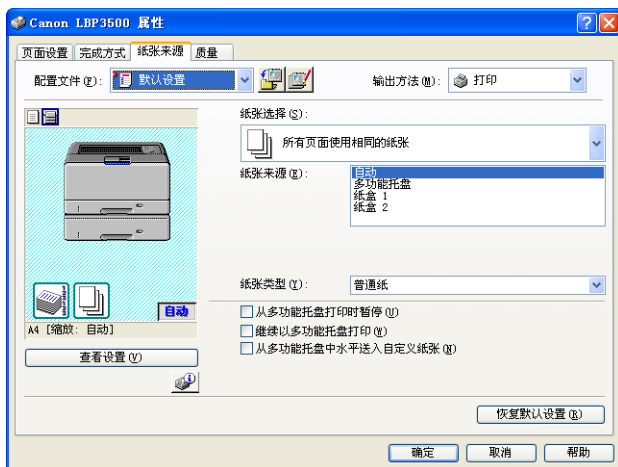 Canon LBP3500 属性
页面设置 完成方式 纸张来源 质量
配置文件(F): 默认设置 输出方法(M): 打印
纸张选择(S):
所有页面使用相同的纸张
纸张来源(E):
自动
多功能托盘
纸盒 1
纸盒 2
自动
纸张类型(Y): 普通纸
A4 [缩放: 自动]
从多功能托盘打印时暂停(U)
继续以多功能托盘打印(W)
从多功能托盘中水平送入自定义纸张(N)
查看设置(V)
恢复默认设置(R)
确定 取消 帮助